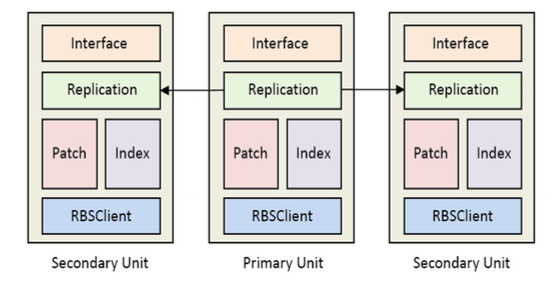 Interface Interface Interface
Replication Replication Replication
Patch Index Patch Index Patch Index
RBSClient RBSClient RBSClient
Secondary Unit Primary Unit Secondary Unit